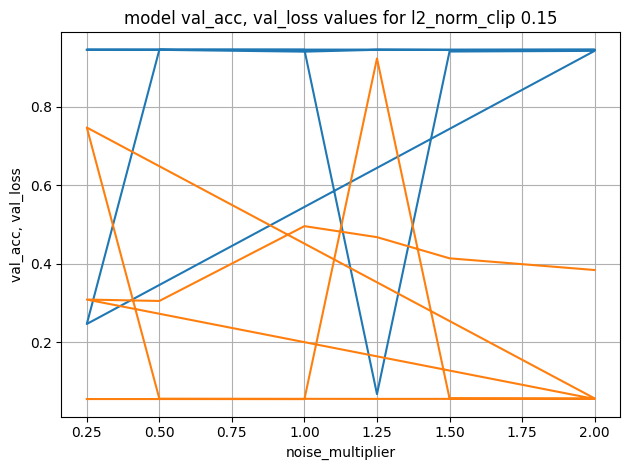 model val_acc, val_loss values for l2_norm_clip 0.15
val_acc, val_loss
0.8
0.6
0.4
0.2
0.25 0.50 0.75 1.00 1.25 1.50 1.75 2.00
noise_multiplier